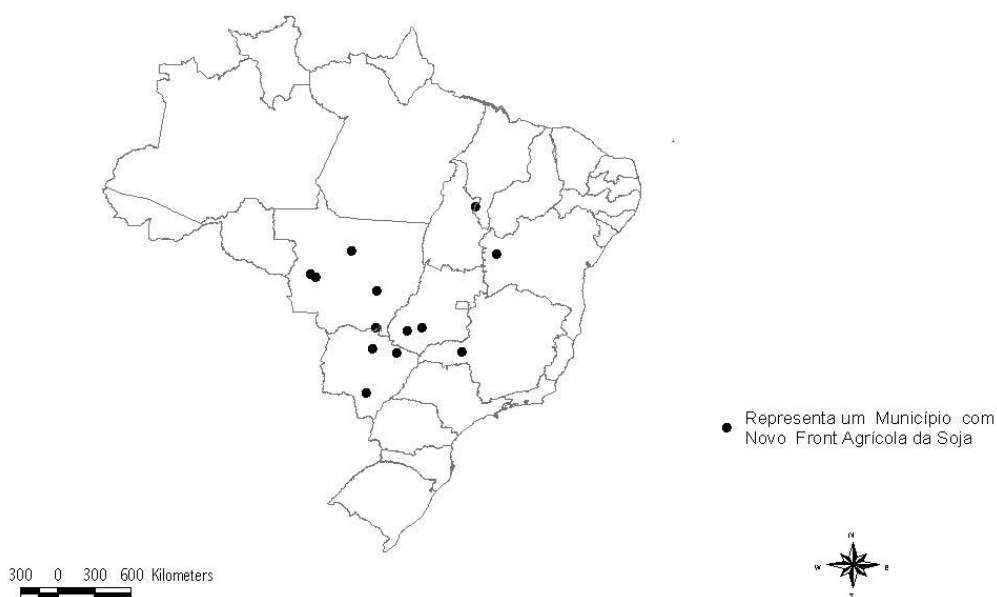 Representa um Município com
Novo Front Agrícola da Soja
N
W E
S
300 0 300 600 Kilometers